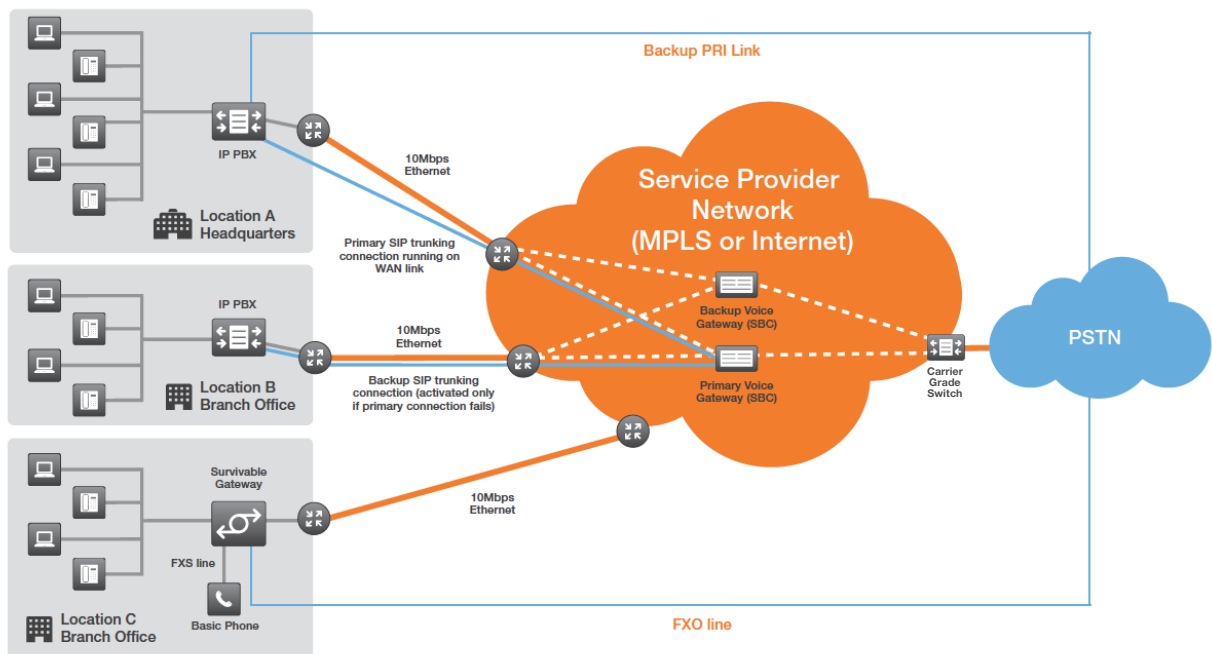 Backup PRI Link
IP PBX
Location A
Headquarters
10Mbps
Ethernet
Primary SIP trunking
connection running on
WAN link
Service Provider
Network
(MPLS or Internet)
Backup Voice
Gateway (SBC)
Primary Voice
Gateway (SBC)
Carrier
Grade
Switch
PSTN
IP PBX
Location B
Branch Office
10Mbps
Ethernet
Backup SIP trunking
connection (activated only
if primary connection fails)
Survivable
Gateway
FXS line
Basic Phone
Location C
Branch Office
10Mbps
Ethernet
FXO line